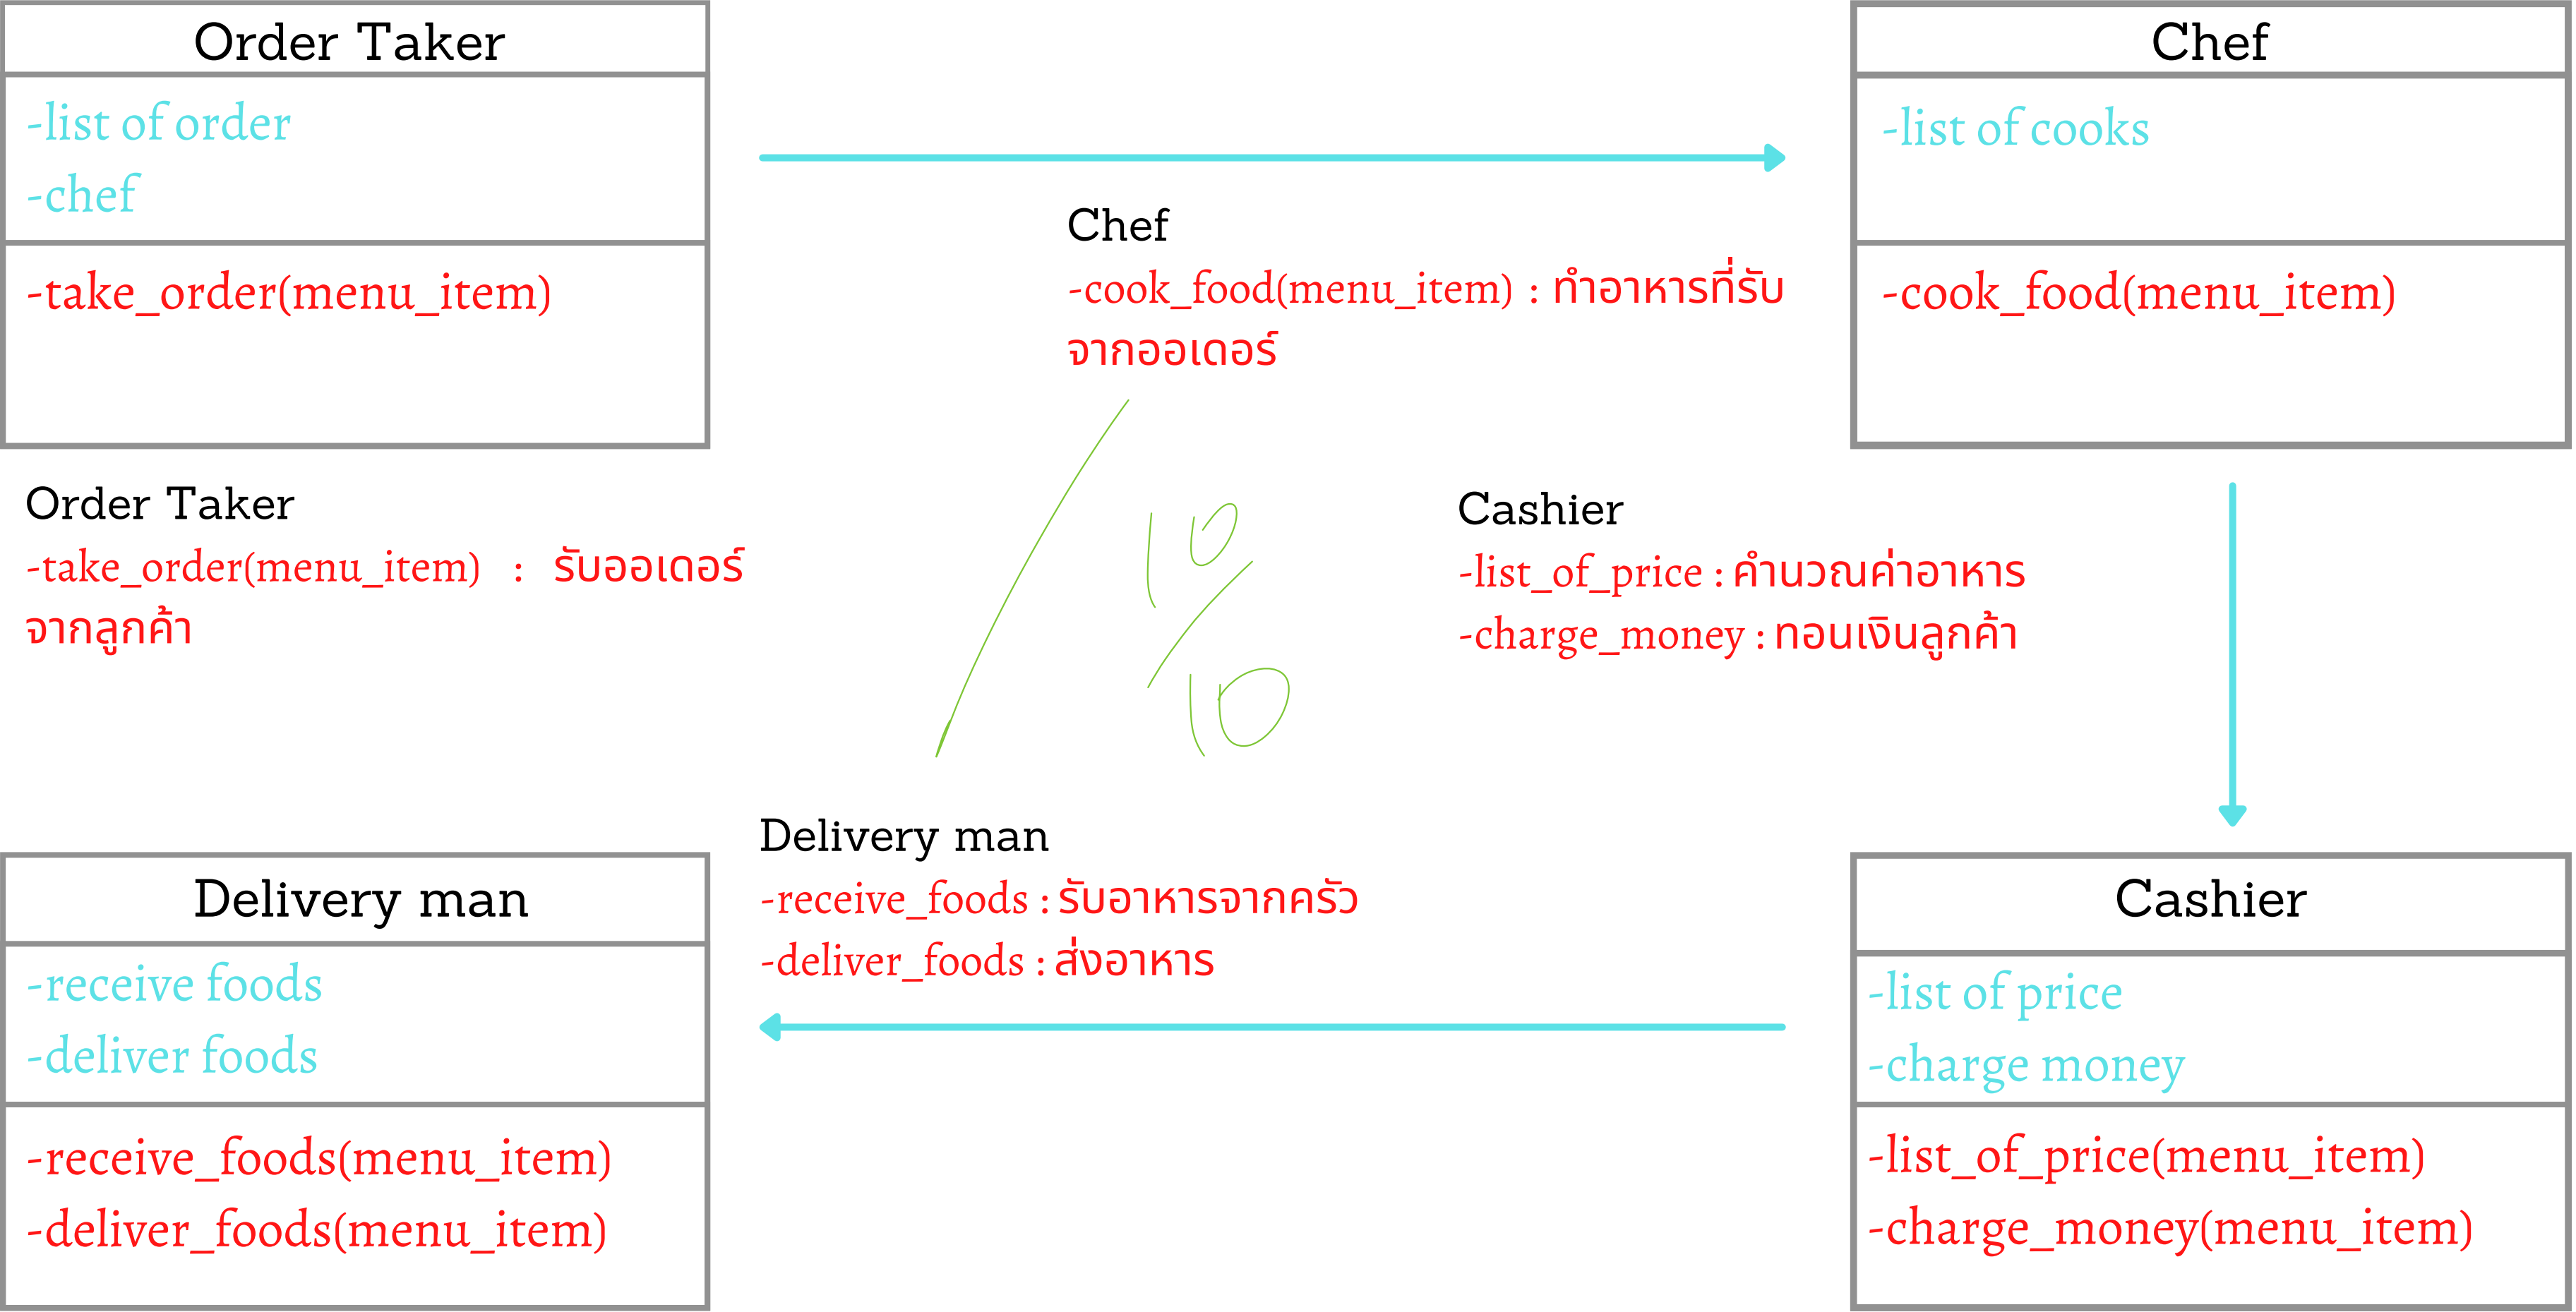 Order Taker
-list of order
-chef
-take_order(menu_item)
Chef
-list of cooks
-cook_food(menu_item)
Chef
-cook_food(menu_item) : ทำอาหารที่รับ
จากออเดอร์
Order Taker
-take_order(menu_item) : รับออเดอร์
จากลูกค้า
Cashier
-list_of_price : คำนวณค่าอาหาร
-charge_money : ทอนเงินลูกค้า
10
/
10
Delivery man
-receive_foods : รับอาหารจากครัว
-deliver_foods : ส่งอาหาร
Delivery man
-receive foods
-deliver foods
-receive_foods(menu_item)
-deliver_foods(menu_item)
Cashier
-list of price
-charge money
-list_of_price(menu_item)
-charge_money(menu_item)